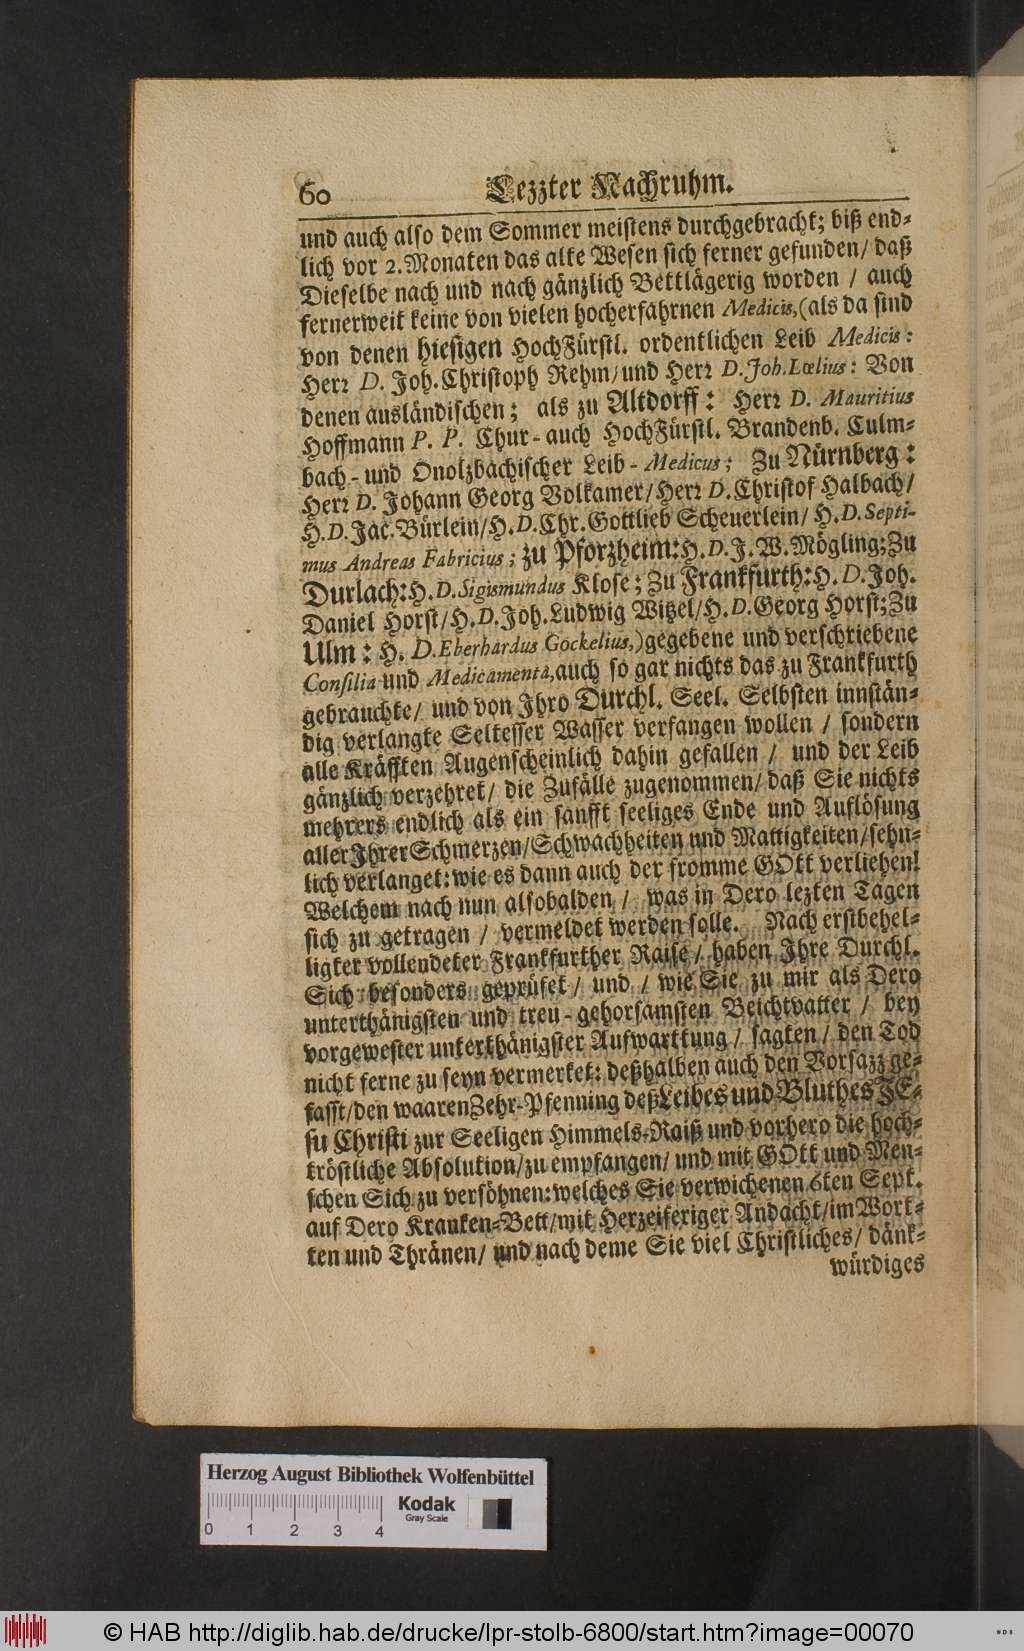 60 Lezzter Nachruhm.
und auch also dem Sommer meistens durchgebracht; biß end-
lich vor 2. Monaten das alte Wesen sich ferner gefunden/ daß
Dieselbe nach und nach gänzlich Bettlägerig worden / auch
fernerweit keine von vielen hocherfahrnen Medicis,(als da sind
von denen hiesigen HochFürstl. ordentlichen Leib Medicis:
Herr D. Joh. Christoph Rehm/ und Herr D. Joh. Lœlius: Von
denen ausländischen; als zu Altdorff: Herr D. Mauritius
Hoffmann P. P. Chur- auch HochFürstl. Brandenb. Culm-
bach- und Onolzbachischer Leib-Medicus; Zu Nürnberg:
Herr D. Johann Georg Volkamer/ Herr D. Christof Halbach/
H. D. Jac. Bürlein/ H. D. Chr. Gottlieb Scheuerlein/ H. D. Septi-
mus Andreas Fabricius; zu Pforzheim: H. D. J. W. Mögling; Zu
Durlach: H. D. Sigismundus Klose; Zu Frankfurth: H. D. Joh.
Daniel Horst/ H. D. Joh. Ludwig Witzel/ H. D. Georg Horst; Zu
Ulm: H. D. Eberhardus Gockelius,) gegebene und verschriebene
Consilia und Medicamenta, auch so gar nichts das zu Frankfurth
gebrauchte/ und von Ihro Durchl. Seel. Selbsten innstän-
dig verlangte Seltesser Wasser verfangen wollen / sondern
alle Kräfften Augenscheinlich dahin gefallen / und der Leib
gänzlich verzehret/ die Zufälle zugenommen/ daß Sie nichts
mehrers endlich als ein sanfft seeliges Ende und Auflösung
aller Ihrer Schmerzen/ Schwachheiten und Mattigkeiten/ sehn-
lich verlanget: wie es dann auch der fromme GOtt verliehen!
Welchem nach nun alsobalden / was in Dero lezten Tagen
sich zu getragen / vermeldet werden solle. Nach erstbehel-
ligter vollendeter Frankfurther Raise / haben Ihre Durchl.
Sich besonders geprüfet / und / wie Sie zu mir als Dero
unterthänigsten und treu-gehorsamsten Beichtvatter / bey
vorgewester unterthänigster Aufwarttung / sagten / den Tod
nicht ferne zu seyn vermerket: deßhalben auch den Vorsazz ge-
fasst/ den waaren Zehr-Pfenning deß Leibes und Bluthes JE-
su Christi zur Seeligen Himmels-Raiß und vorhero die hoch-
tröstliche Absolution/ zu empfangen/ und mit GOtt und Men-
schen Sich zu versöhnen: welches Sie verwichenen 6ten Sept.
auf Dero Kranken-Bett/ mit Herzeiferiger Andacht/ im Wort-
ten und Thränen/ und nach deme Sie viel Christliches/ dänk-
würdiges
Herzog August Bibliothek Wolfenbüttel
0 1 2 3 4
Kodak
Gray Scale
© HAB http://diglib.hab.de/drucke/lpr-stolb-6800/start.htm?image=00070